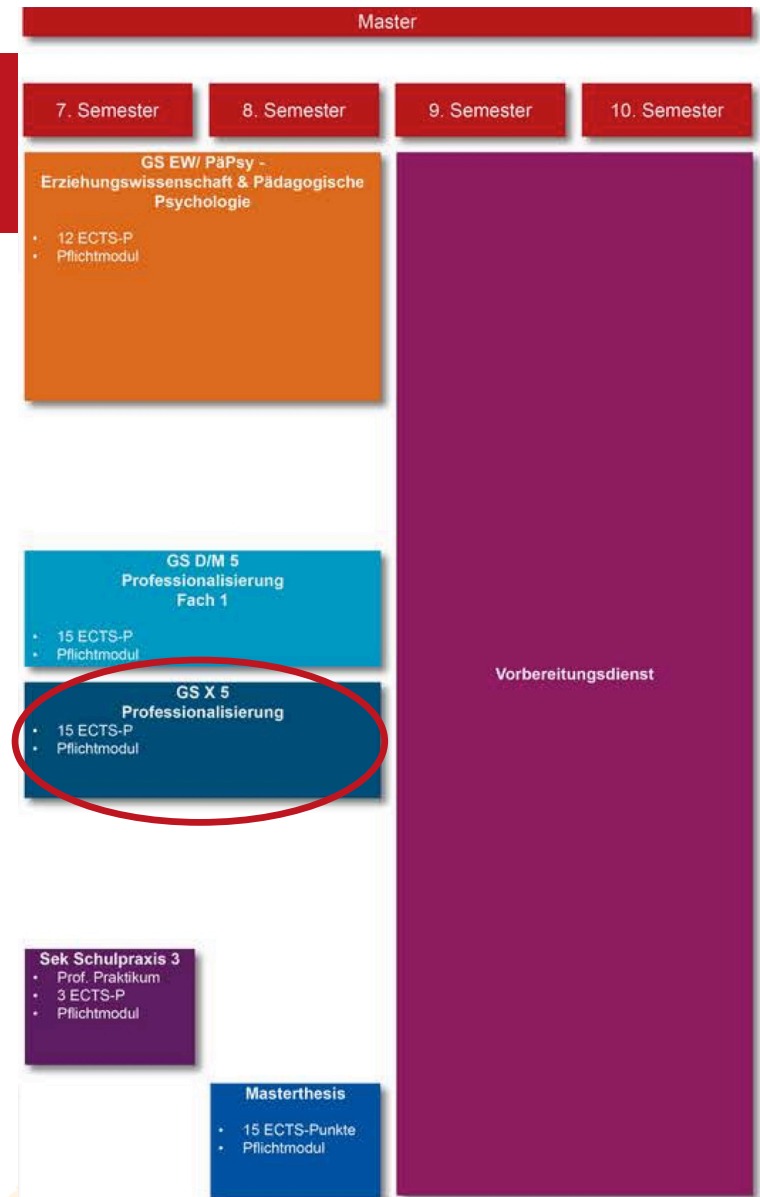 Master
7. Semester
8. Semester
9. Semester
10. Semester
GS EW/ PäPsy -
Erziehungswissenschaft & Pädagogische
Psychologie
• 12 ECTS-P
• Pflichtmodul
GS D/M 5
Professionalisierung
Fach 1
• 15 ECTS-P
• Pflichtmodul
GS X 5
Professionalisierung
• 15 ECTS-P
• Pflichtmodul
Vorbereitungsdienst
Sek Schulpraxis 3
• Prof. Praktikum
• 3 ECTS-P
• Pflichtmodul
Masterthesis
• 15 ECTS-Punkte
• Pflichtmodul